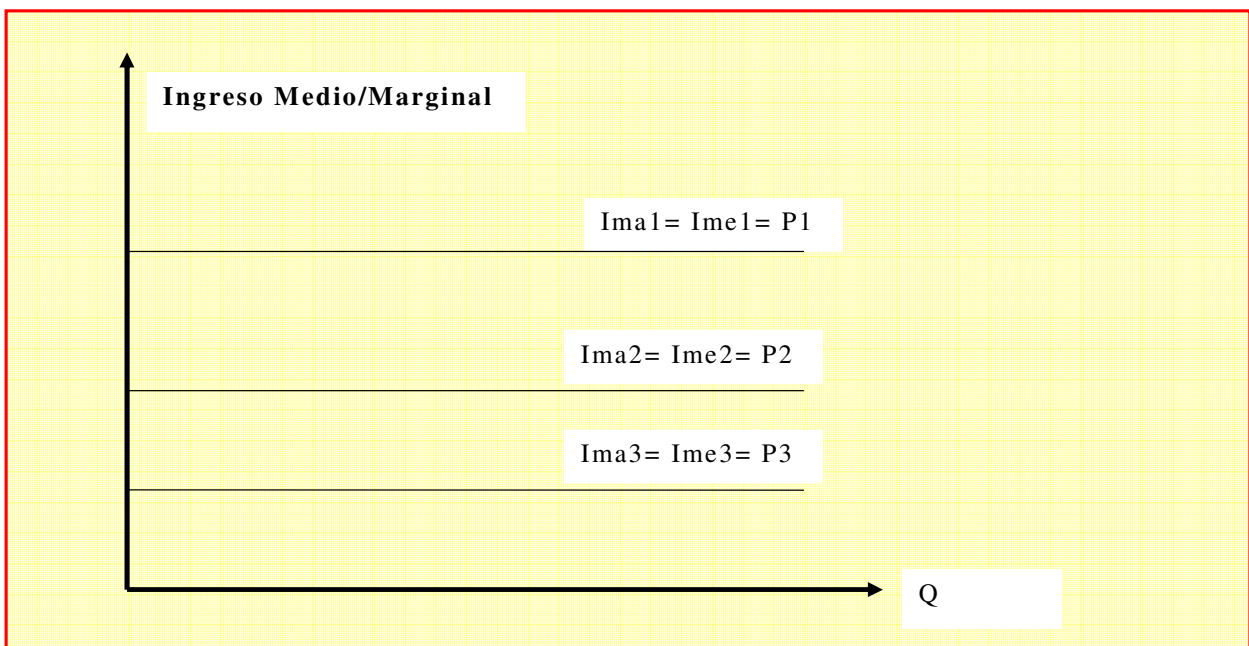 Ingreso Medio/Marginal
Ima1= Ime1= P1
Ima2= Ime2= P2
Ima3= Ime3= P3
Q